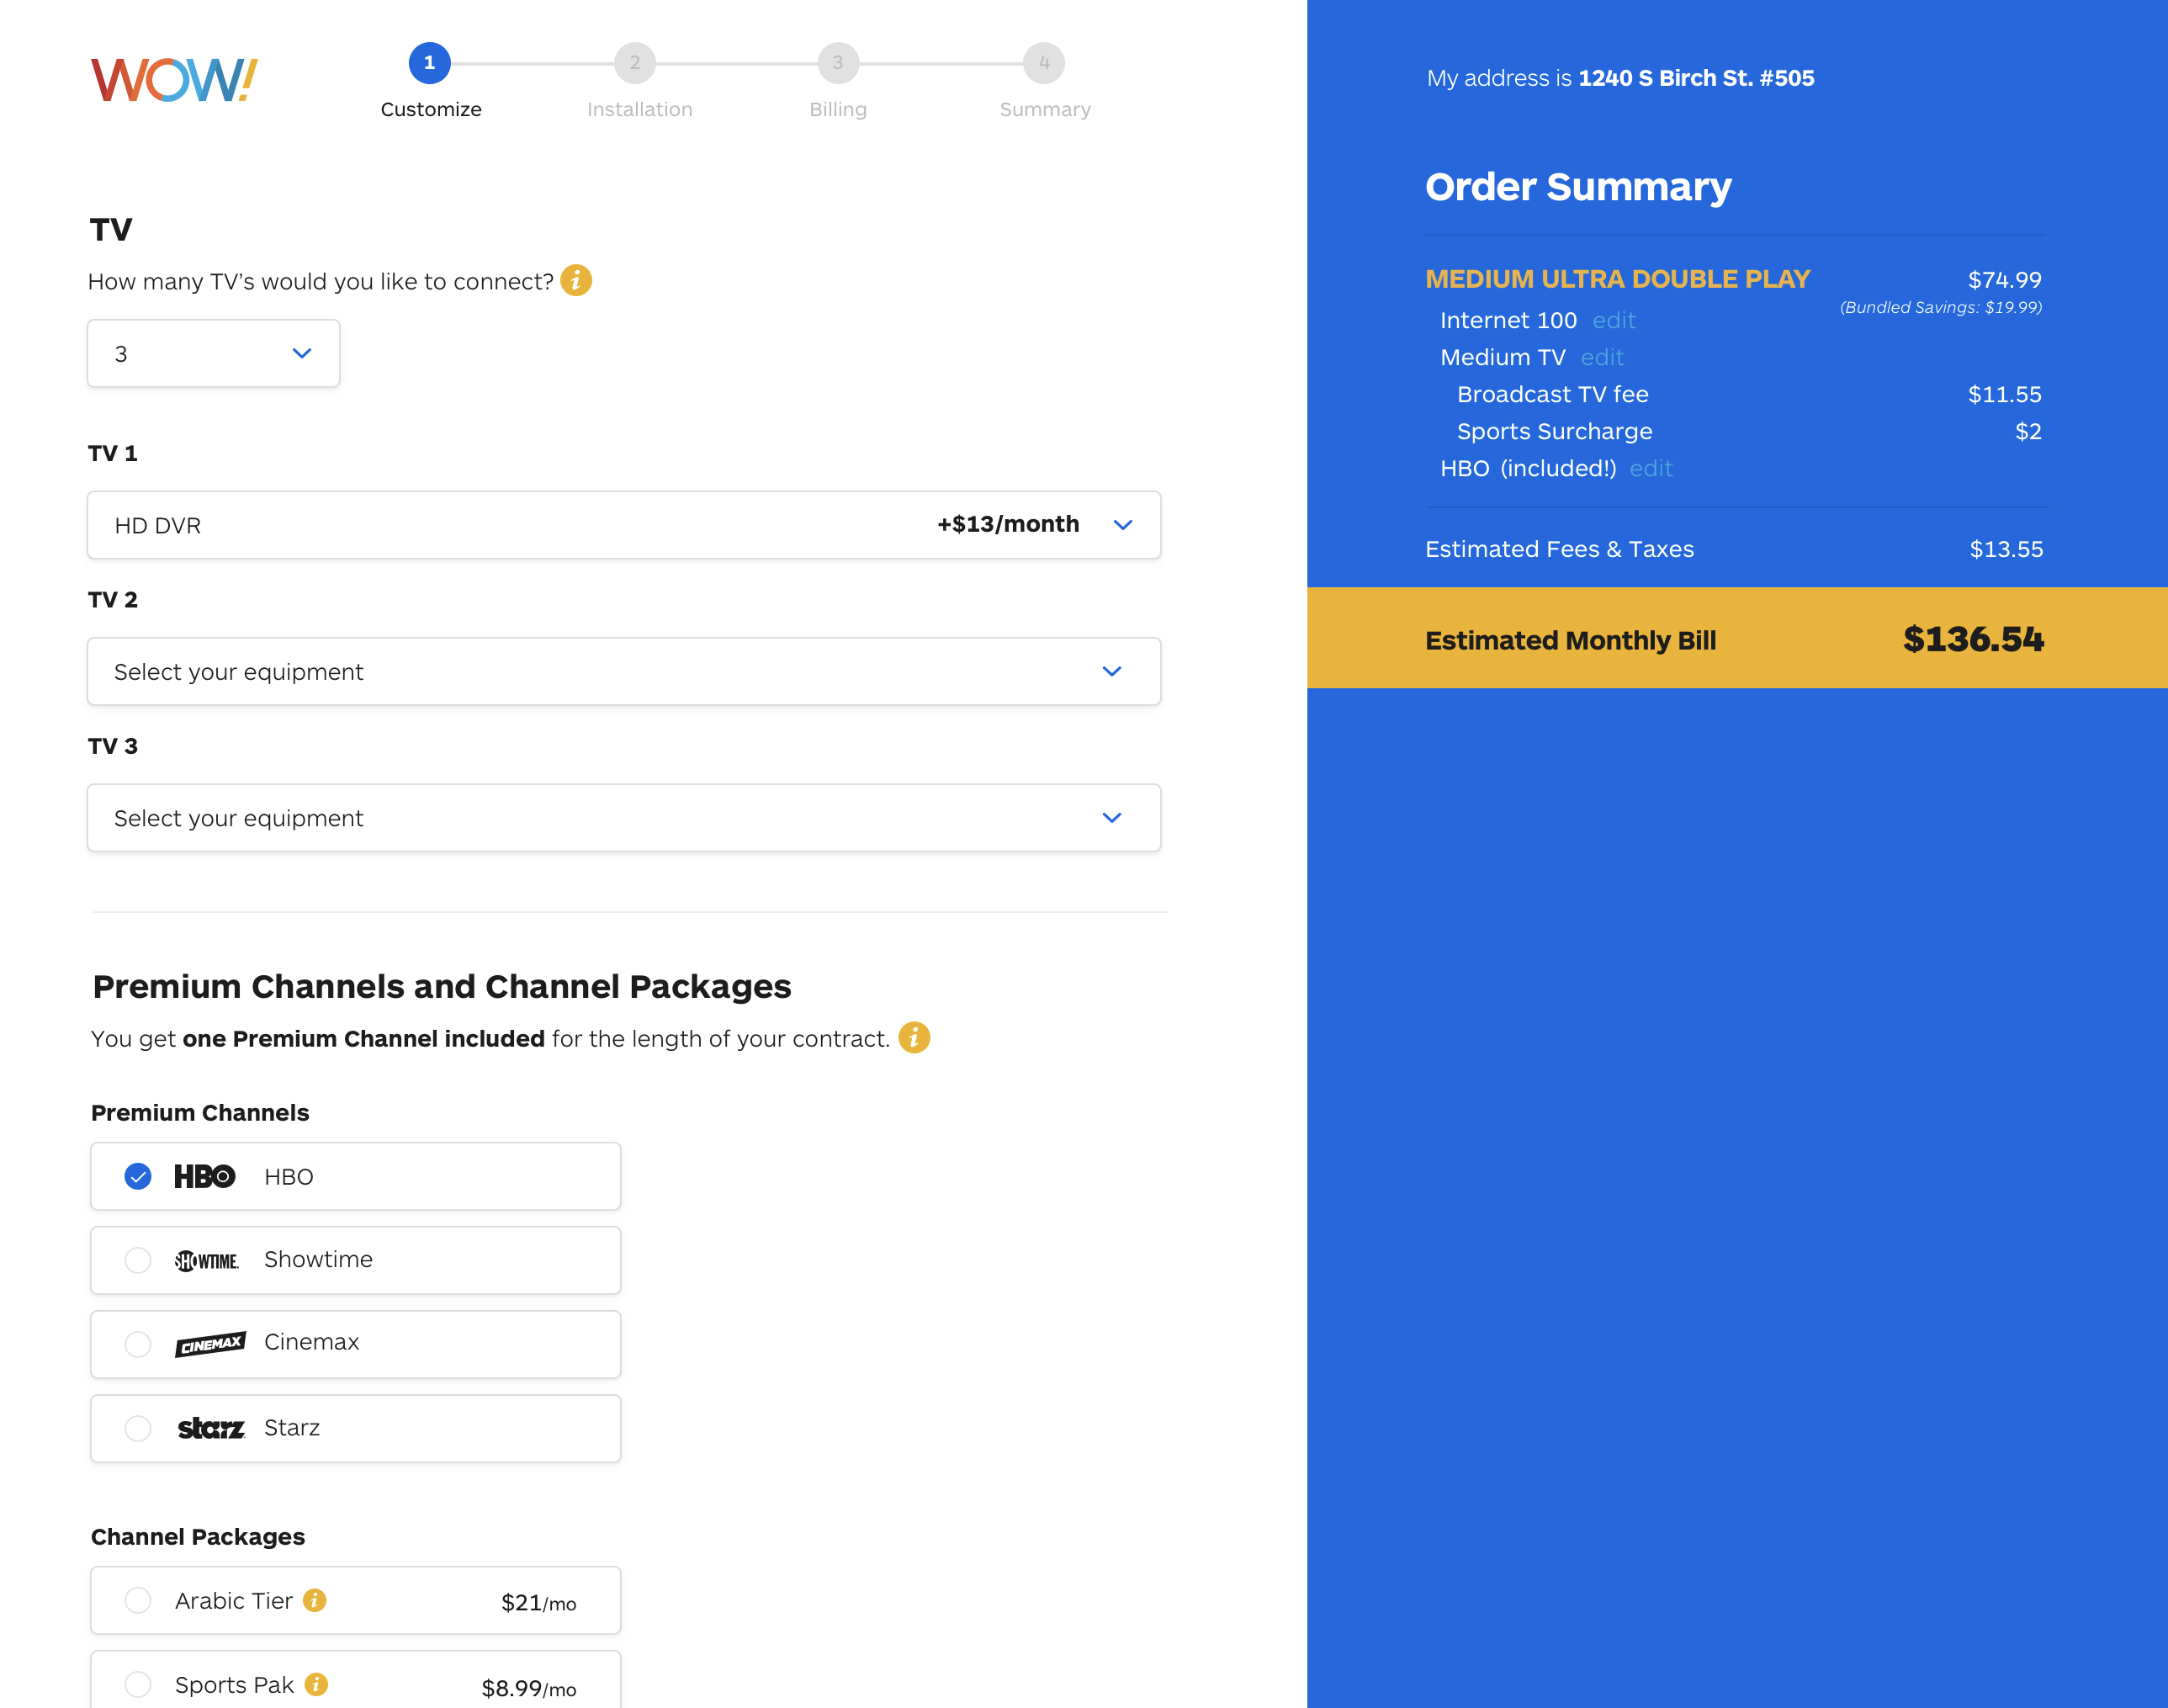 WOW!
1
2
3
4
Customize
Installation
Billing
Summary
TV
How many TV's would you like to connect? i
3
TV 1
HD DVR +$13/month
TV 2
Select your equipment
TV 3
Select your equipment
Premium Channels and Channel Packages
You get one Premium Channel included for the length of your contract. i
Premium Channels
HBO HBO
SHOWTIME. Showtime
CINEMAX Cinemax
starz Starz
Channel Packages
Arabic Tier i $21/mo
Sports Pak i $8.99/mo
My address is 1240 S Birch St. #505
Order Summary
MEDIUM ULTRA DOUBLE PLAY $74.99
(Bundled Savings: $19.99)
Internet 100 edit
Medium TV edit
Broadcast TV fee $11.55
Sports Surcharge $2
HBO (included!) edit
Estimated Fees & Taxes $13.55
Estimated Monthly Bill $136.54